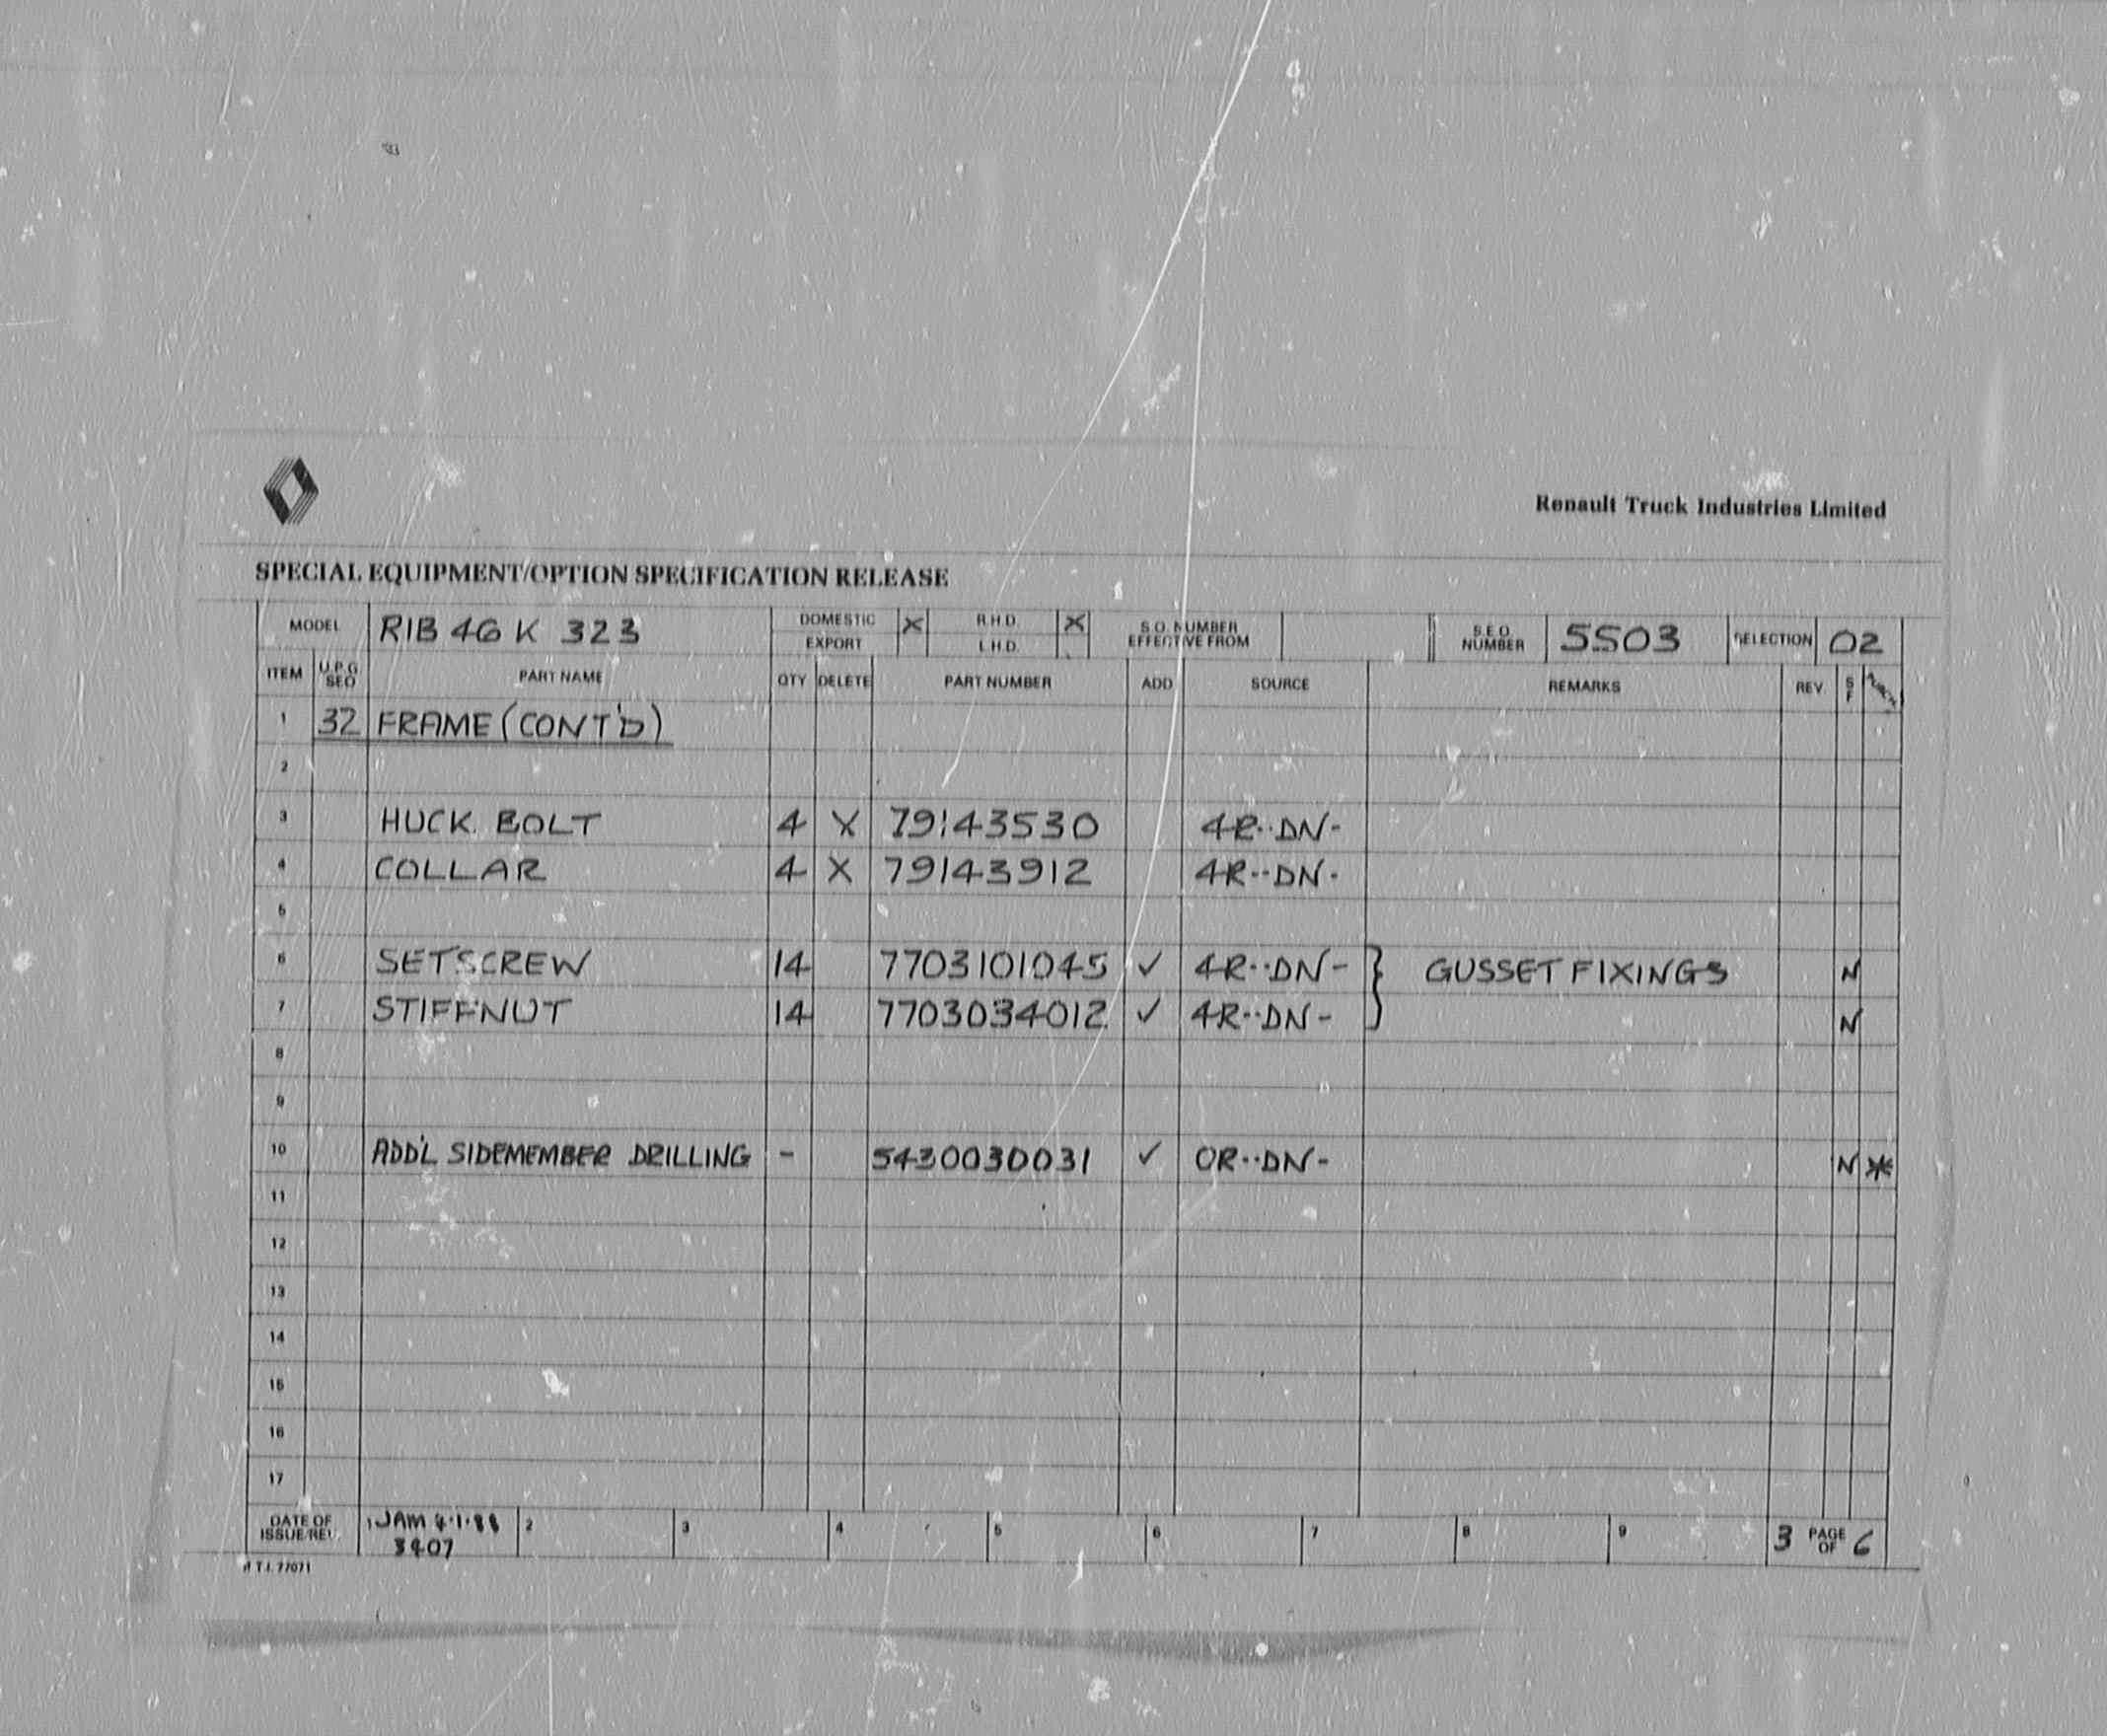 Renault Truck Industries Limited
SPECIAL EQUIPMENT/OPTION SPECIFICATION RELEASE
MODEL RIB 4G K 323 DOMESTIC X R.H.D. X S.O. NUMBER S.E.O. 5503 SELECTION 02
EXPORT L.H.D. EFFECTIVE FROM NUMBER
ITEM U.P.G. SEQ PART NAME QTY DELETE PART NUMBER ADD SOURCE REMARKS REV S F
1 32 FRAME (CONT'D)
2
3 HUCK BOLT 4 X 79143530 4R··DN-
4 COLLAR 4 X 79143912 4R··DN-
5
6 SETSCREW 14 7703101045 ✓ 4R··DN- } GUSSET FIXINGS N
7 STIFFNUT 14 7703034012 ✓ 4R··DN- N
8
9
10 ADD'L SIDEMEMBER DRILLING - 5430030031 ✓ OR··DN- N *
11
12
13
14
15
16
17
DATE OF 1 JAM 4·1·88 2 3 4 5 6 7 8 9 3 PAGE 6
ISSUE/REV. 3407 OF
T.I. 77071